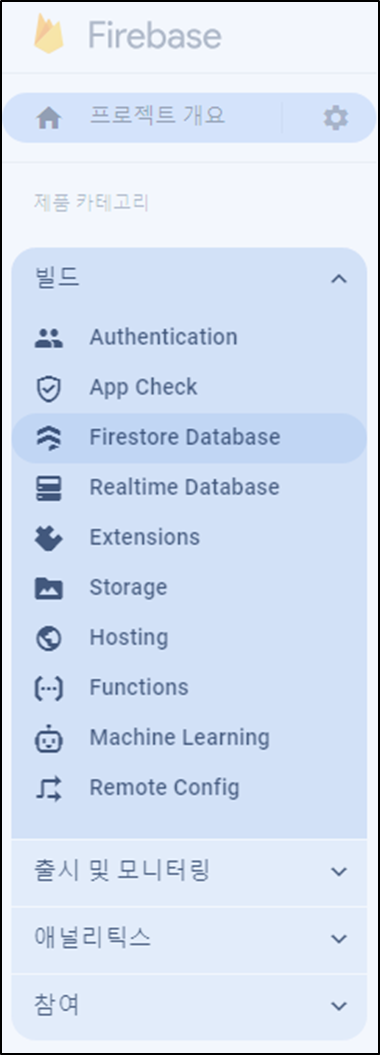 Firebase
프로젝트 개요
제품 카테고리
빌드
Authentication
App Check
Firestore Database
Realtime Database
Extensions
Storage
Hosting
Functions
Machine Learning
Remote Config
출시 및 모니터링
애널리틱스
참여